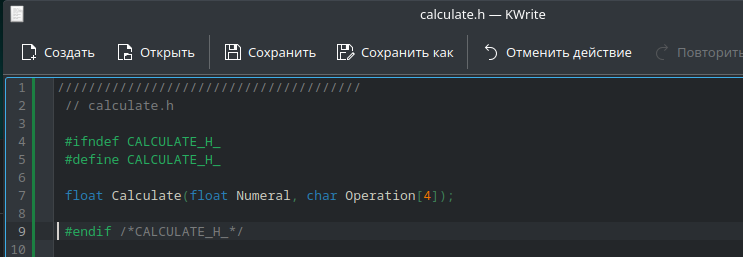 calculate.h — KWrite
Создать Открыть Сохранить Сохранить как Отменить действие Повторить
1 ///////////////////////////////////////
2 // calculate.h
3
4 #ifndef CALCULATE_H_
5 #define CALCULATE_H_
6
7 float Calculate(float Numeral, char Operation[4]);
8
9 #endif /*CALCULATE_H_*/
10